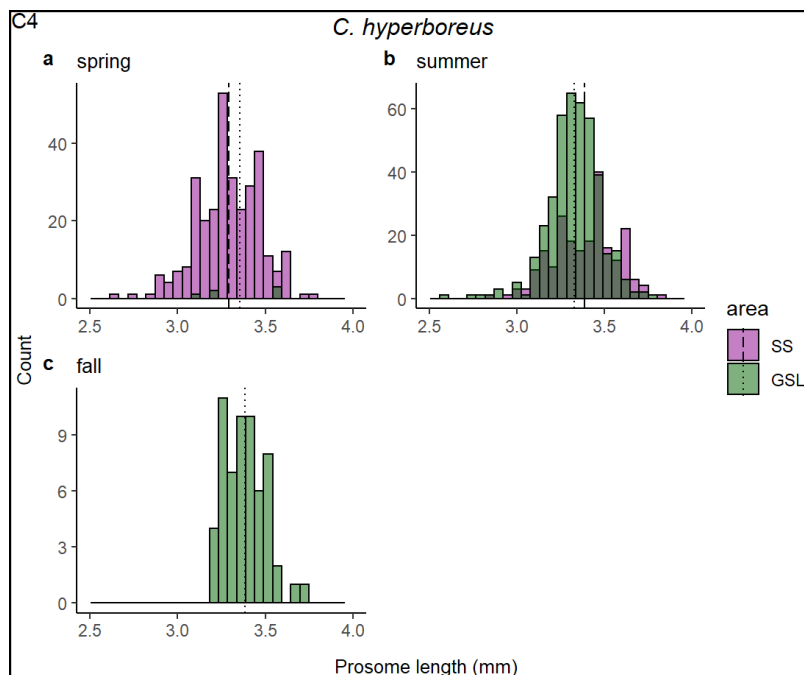 C4
C. hyperboreus
a spring
b summer
40
20
0
2.5 3.0 3.5 4.0
60
40
20
0
2.5 3.0 3.5 4.0
area
SS
GSL
Count
c fall
9
6
3
0
2.5 3.0 3.5 4.0
Prosome length (mm)